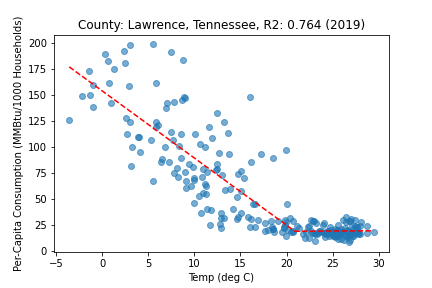 County: Lawrence, Tennessee, R2: 0.764 (2019)
Per-Capita Consumption (MMBtu/1000 Households)
200
175
150
125
100
75
50
25
0
−5 0 5 10 15 20 25 30
Temp (deg C)